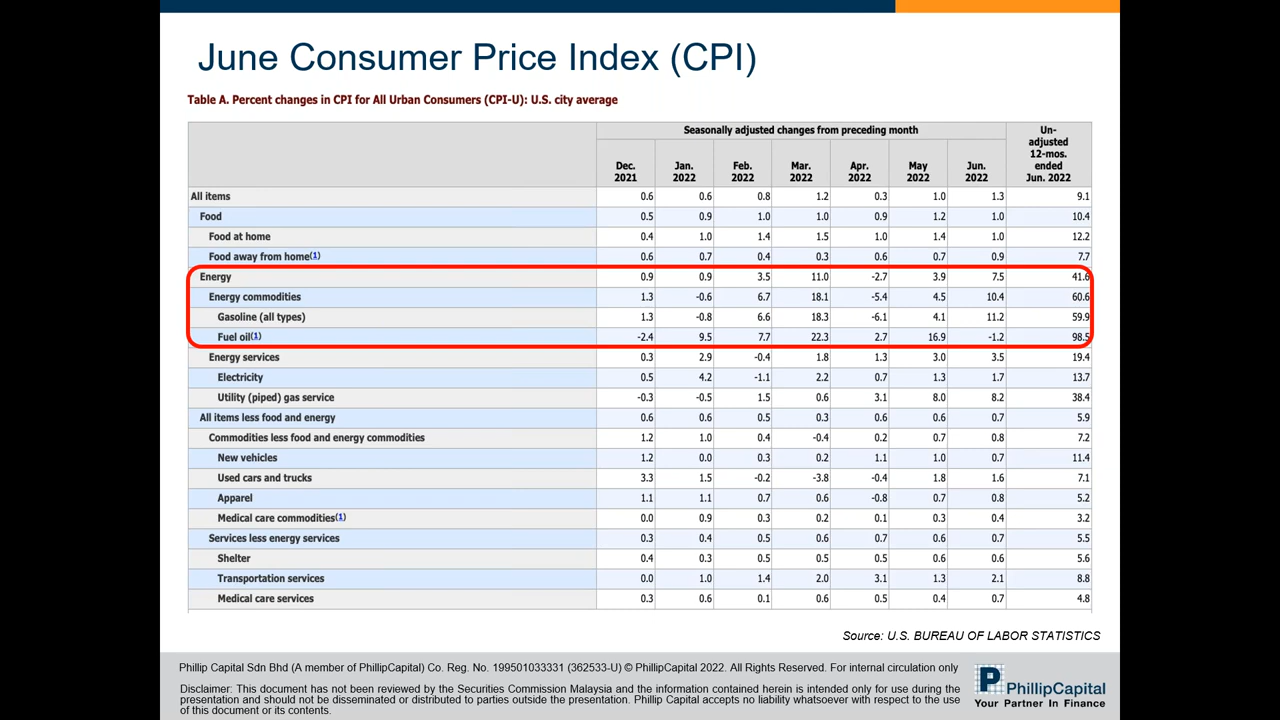 June Consumer Price Index (CPI)
Table A. Percent changes in CPI for All Urban Consumers (CPI-U): U.S. city average
Seasonally adjusted changes from preceding month
Un-adjusted 12-mos. ended Jun. 2022
Dec. 2021 Jan. 2022 Feb. 2022 Mar. 2022 Apr. 2022 May 2022 Jun. 2022
All items 0.6 0.6 0.8 1.2 0.3 1.0 1.3 9.1
Food 0.5 0.9 1.0 1.0 0.9 1.2 1.0 10.4
Food at home 0.4 1.0 1.4 1.5 1.0 1.4 1.0 12.2
Food away from home(1) 0.6 0.7 0.4 0.3 0.6 0.7 0.9 7.7
Energy 0.9 0.9 3.5 11.0 -2.7 3.9 7.5 41.6
Energy commodities 1.3 -0.6 6.7 18.1 -5.4 4.5 10.4 60.6
Gasoline (all types) 1.3 -0.8 6.6 18.3 -6.1 4.1 11.2 59.9
Fuel oil(1) -2.4 9.5 7.7 22.3 2.7 16.9 -1.2 98.5
Energy services 0.3 2.9 -0.4 1.8 1.3 3.0 3.5 19.4
Electricity 0.5 4.2 -1.1 2.2 0.7 1.3 1.7 13.7
Utility (piped) gas service -0.3 -0.5 1.5 0.6 3.1 8.0 8.2 38.4
All items less food and energy 0.6 0.6 0.5 0.3 0.6 0.6 0.7 5.9
Commodities less food and energy commodities 1.2 1.0 0.4 -0.4 0.2 0.7 0.8 7.2
New vehicles 1.2 0.0 0.3 0.2 1.1 1.0 0.7 11.4
Used cars and trucks 3.3 1.5 -0.2 -3.8 -0.4 1.8 1.6 7.1
Apparel 1.1 1.1 0.7 0.6 -0.8 0.7 0.8 5.2
Medical care commodities(1) 0.0 0.9 0.3 0.2 0.1 0.3 0.4 3.2
Services less energy services 0.3 0.4 0.5 0.6 0.7 0.6 0.7 5.5
Shelter 0.4 0.3 0.5 0.5 0.5 0.6 0.6 5.6
Transportation services 0.0 1.0 1.4 2.0 3.1 1.3 2.1 8.8
Medical care services 0.3 0.6 0.1 0.6 0.5 0.4 0.7 4.8
Source: U.S. BUREAU OF LABOR STATISTICS
Phillip Capital Sdn Bhd (A member of PhillipCapital) Co. Reg. No. 199501033331 (362533-U) © PhillipCapital 2022. All Rights Reserved. For internal circulation only
Disclaimer: This document has not been reviewed by the Securities Commission Malaysia and the information contained herein is intended only for use during the
presentation and should not be disseminated or distributed to parties outside the presentation. Phillip Capital accepts no liability whatsoever with respect to the use
of this document or its contents.
P PhillipCapital
Your Partner In Finance